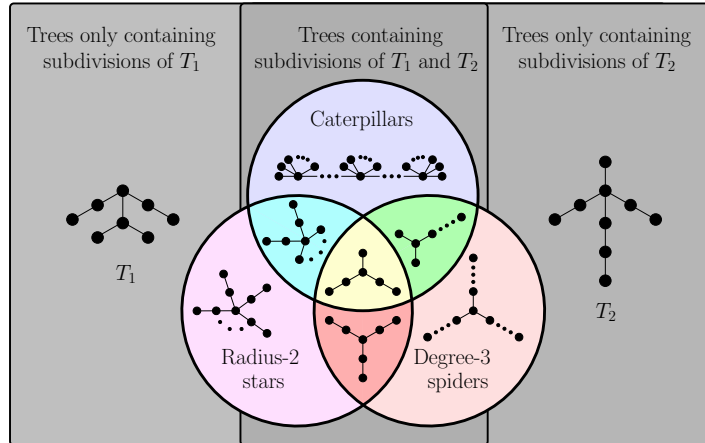 Trees only containing
subdivisions of T₁
Trees containing
subdivisions of T₁ and T₂
Trees only containing
subdivisions of T₂
Caterpillars
T₁
T₂
Radius-2
stars
Degree-3
spiders